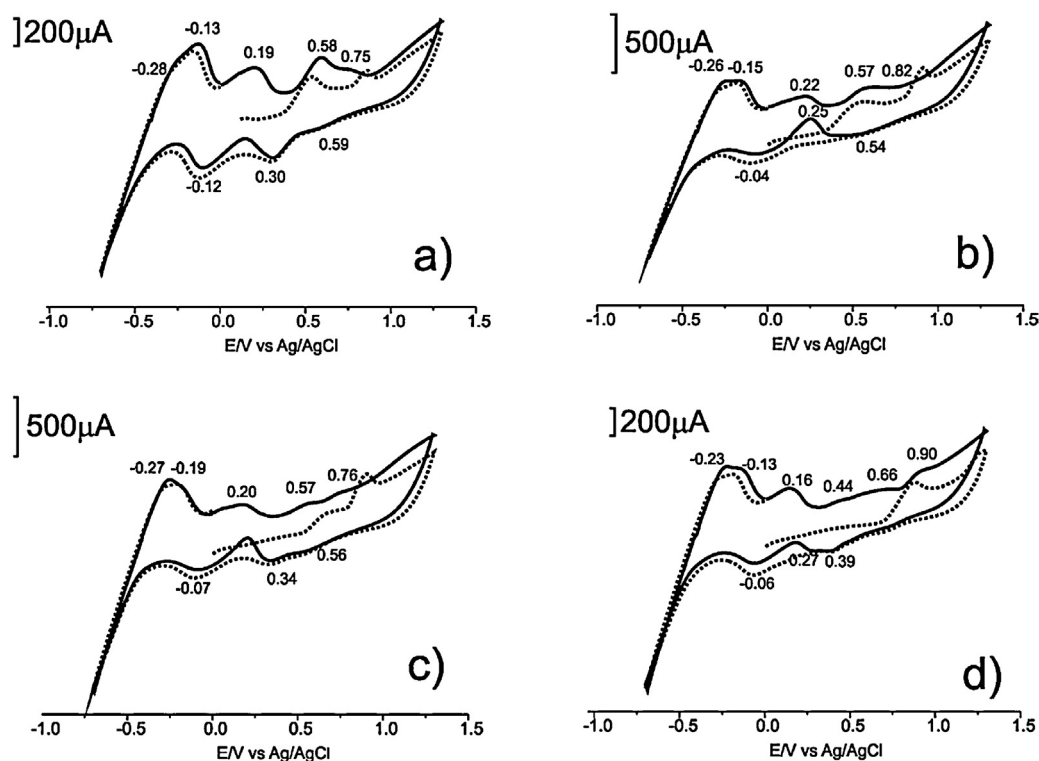 ]200μA
-0.13
-0.28
0.19
0.58
0.75
0.59
-0.12
0.30
a)
-1.0 -0.5 0.0 0.5 1.0 1.5
E/V vs Ag/AgCl
500μA
-0.26 -0.15
0.22
0.57 0.82
0.25
0.54
-0.04
b)
-1.0 -0.5 0.0 0.5 1.0 1.5
E/V vs Ag/AgCl
500μA
-0.27 -0.19
0.20
0.57
0.76
0.56
0.34
-0.07
c)
-1.0 -0.5 0.0 0.5 1.0 1.5
E/V vs Ag/AgCl
]200μA
-0.23
-0.13
0.16
0.44
0.66
0.90
0.27 0.39
-0.06
d)
-1.0 -0.5 0.0 0.5 1.0 1.5
E/V vs Ag/AgCl